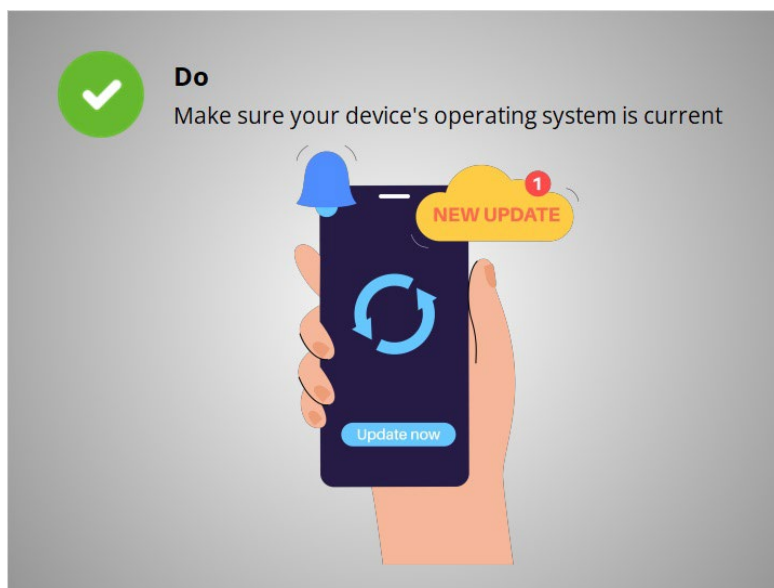 Do
Make sure your device's operating system is current
1
NEW UPDATE
Update now